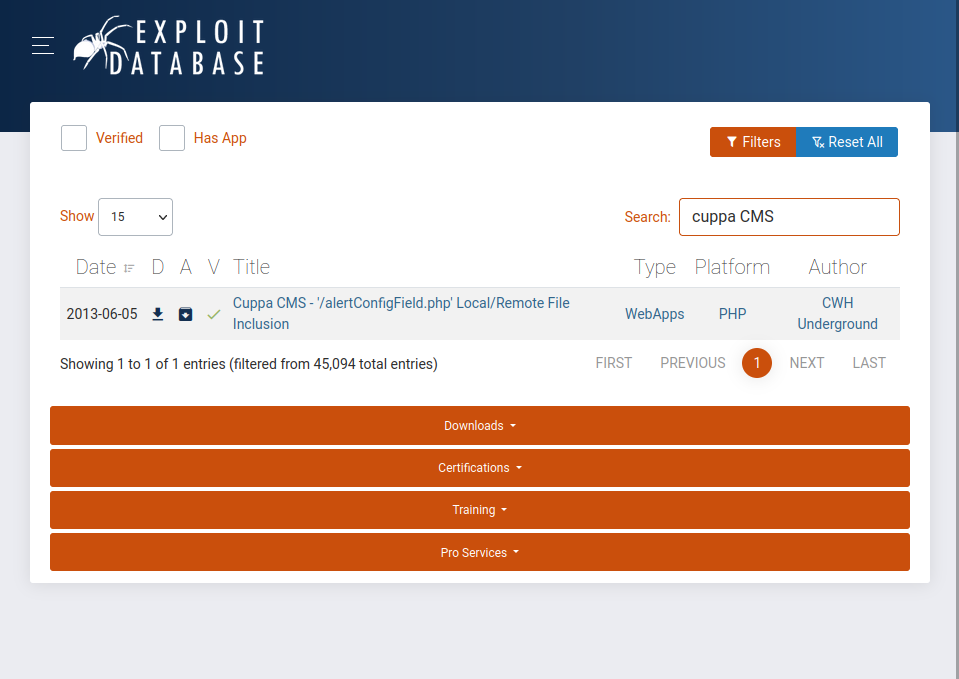 EXPLOIT
DATABASE
Verified Has App
Filters Reset All
Show 15 Search: cuppa CMS
Date D A V Title Type Platform Author
2013-06-05 Cuppa CMS - '/alertConfigField.php' Local/Remote File Inclusion WebApps PHP CWH Underground
Showing 1 to 1 of 1 entries (filtered from 45,094 total entries) FIRST PREVIOUS 1 NEXT LAST
Downloads
Certifications
Training
Pro Services